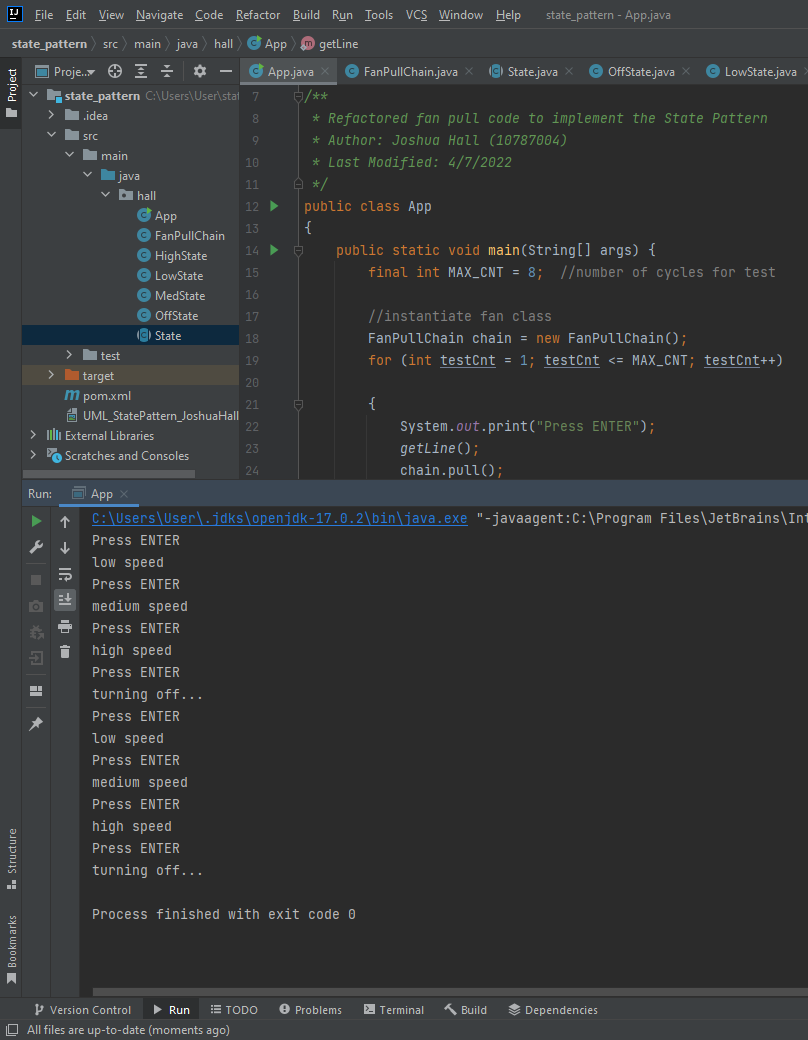 File Edit View Navigate Code Refactor Build Run Tools VCS Window Help state_pattern - App.java
state_pattern src main java hall App getLine
Project
Proje... App.java FanPullChain.java State.java OffState.java LowState.java
state_pattern C:\Users\User\stat
.idea
src
main
java
hall
App
FanPullChain
HighState
LowState
MedState
OffState
State
test
target
pom.xml
UML_StatePattern_JoshuaHall
External Libraries
Scratches and Consoles
7 /**
8 * Refactored fan pull code to implement the State Pattern
9 * Author: Joshua Hall (10787004)
10 * Last Modified: 4/7/2022
11 */
12 public class App
13 {
14 public static void main(String[] args) {
15 final int MAX_CNT = 8; //number of cycles for test
16
17 //instantiate fan class
18 FanPullChain chain = new FanPullChain();
19 for (int testCnt = 1; testCnt <= MAX_CNT; testCnt++)
20
21 {
22 System.out.print("Press ENTER");
23 getLine();
24 chain.pull();
Run: App
C:\Users\User\.jdks\openjdk-17.0.2\bin\java.exe "-javaagent:C:\Program Files\JetBrains\Int
Press ENTER
low speed
Press ENTER
medium speed
Press ENTER
high speed
Press ENTER
turning off...
Press ENTER
low speed
Press ENTER
medium speed
Press ENTER
high speed
Press ENTER
turning off...
Process finished with exit code 0
Structure
Bookmarks
Version Control Run TODO Problems Terminal Build Dependencies
All files are up-to-date (moments ago)